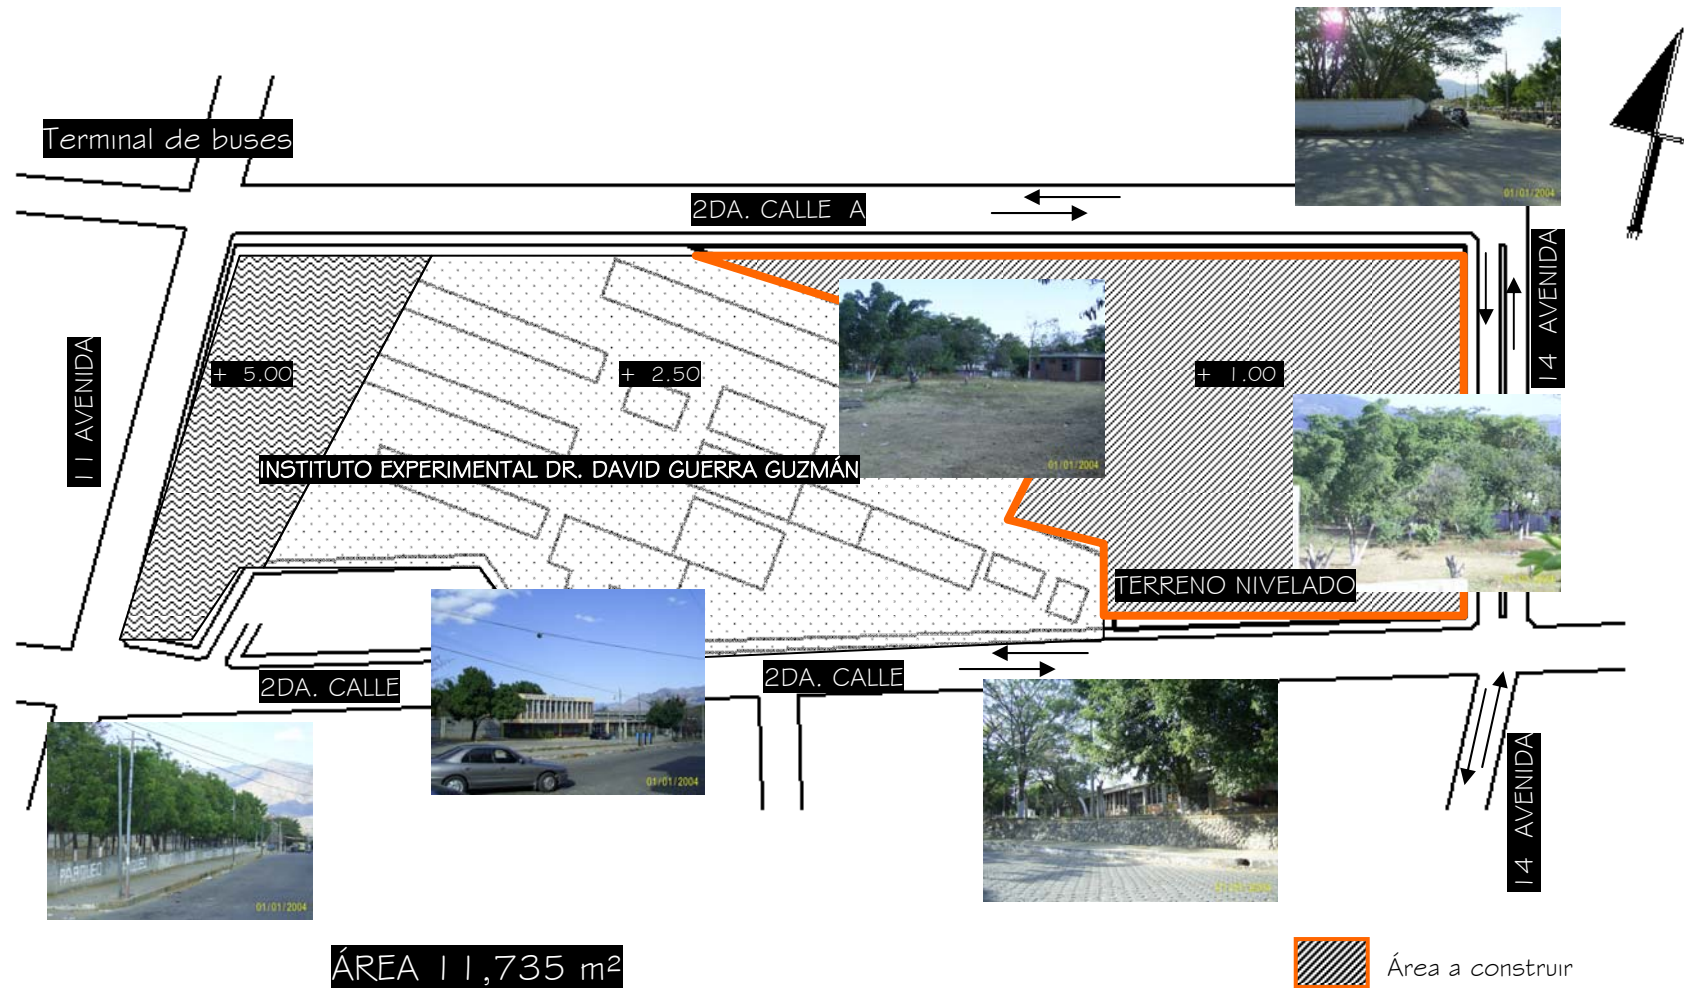 Terminal de buses
01/01/2004
2DA. CALLE A
14 AVENIDA
11 AVENIDA
+ 5.00
+ 2.50
+ 1.00
INSTITUTO EXPERIMENTAL DR. DAVID GUERRA GUZMÁN
01/01/2004
TERRENO NIVELADO
2DA. CALLE
2DA. CALLE
01/01/2004
14 AVENIDA
PARQUEO
01/01/2004
ÁREA 11,735 m²
Área a construir